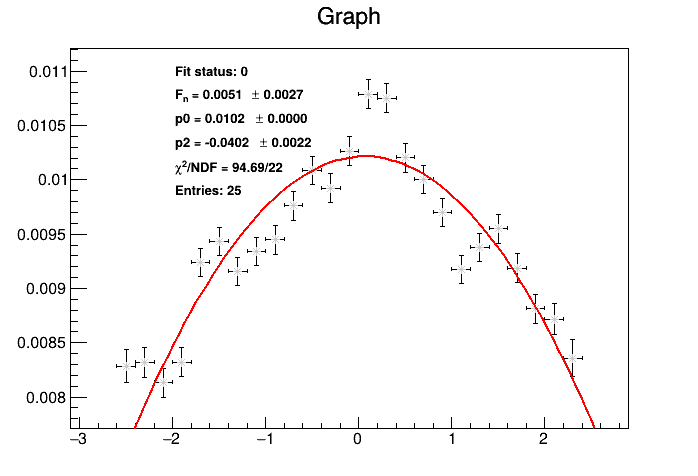 Graph
0.011
0.0105
0.01
0.0095
0.009
0.0085
0.008
Fit status: 0
Fn = 0.0051 ± 0.0027
p0 = 0.0102 ± 0.0000
p2 = -0.0402 ± 0.0022
χ²/NDF = 94.69/22
Entries: 25
−3 −2 −1 0 1 2